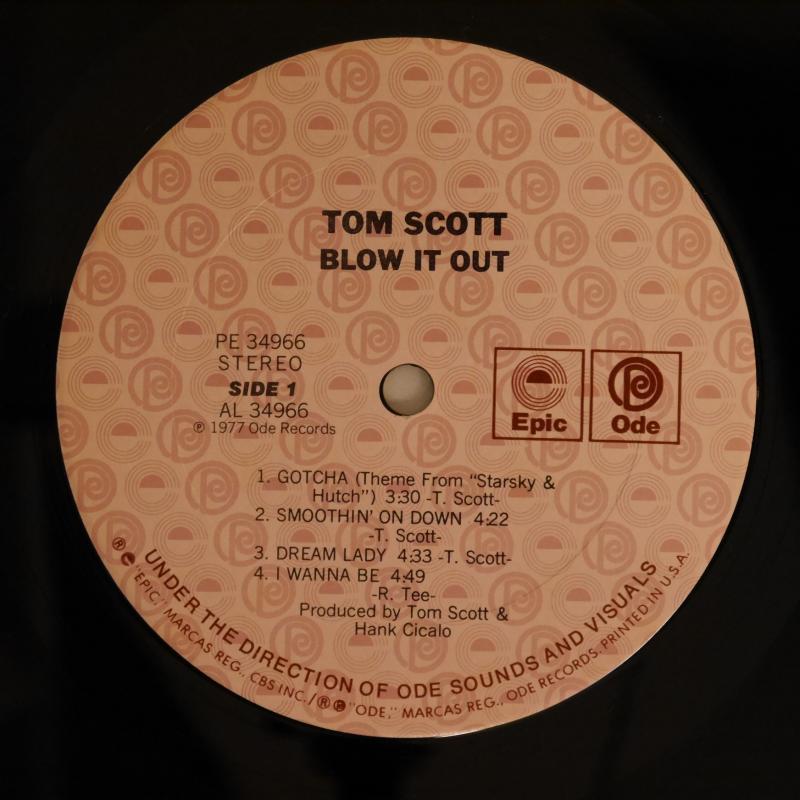 TOM SCOTT
BLOW IT OUT
PE 34966
STEREO
SIDE 1
AL 34966
℗ 1977 Ode Records
Epic
Ode
1. GOTCHA (Theme From "Starsky &
Hutch") 3:30 -T. Scott-
2. SMOOTHIN' ON DOWN 4:22
-T. Scott-
3. DREAM LADY 4:33 -T. Scott-
4. I WANNA BE 4:49
-R. Tee-
Produced by Tom Scott &
Hank Cicalo
UNDER THE DIRECTION OF ODE SOUNDS AND VISUALS
® "EPIC," MARCAS REG., CBS INC./® "ODE," MARCAS REG., ODE RECORDS. PRINTED IN U.S.A.